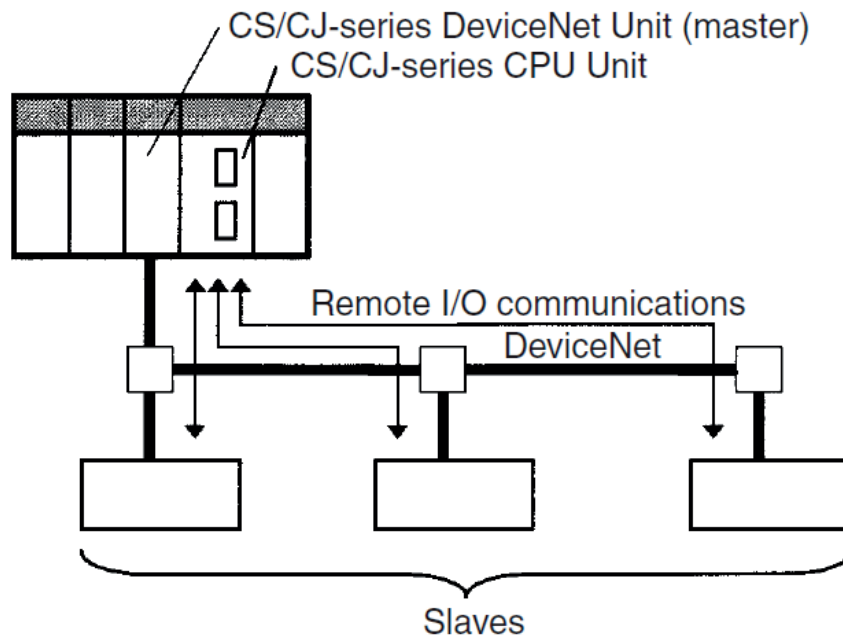 CS/CJ-series DeviceNet Unit (master)
CS/CJ-series CPU Unit
Remote I/O communications
DeviceNet
Slaves